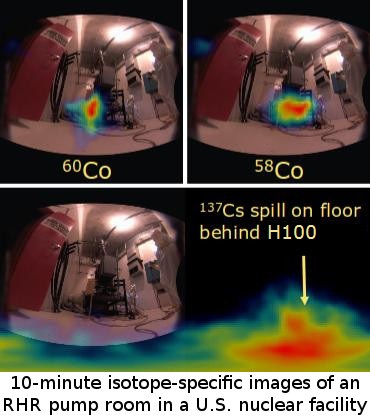 ⁶⁰Co
⁵⁸Co
¹³⁷Cs spill on floor
behind H100
10-minute isotope-specific images of an
RHR pump room in a U.S. nuclear facility